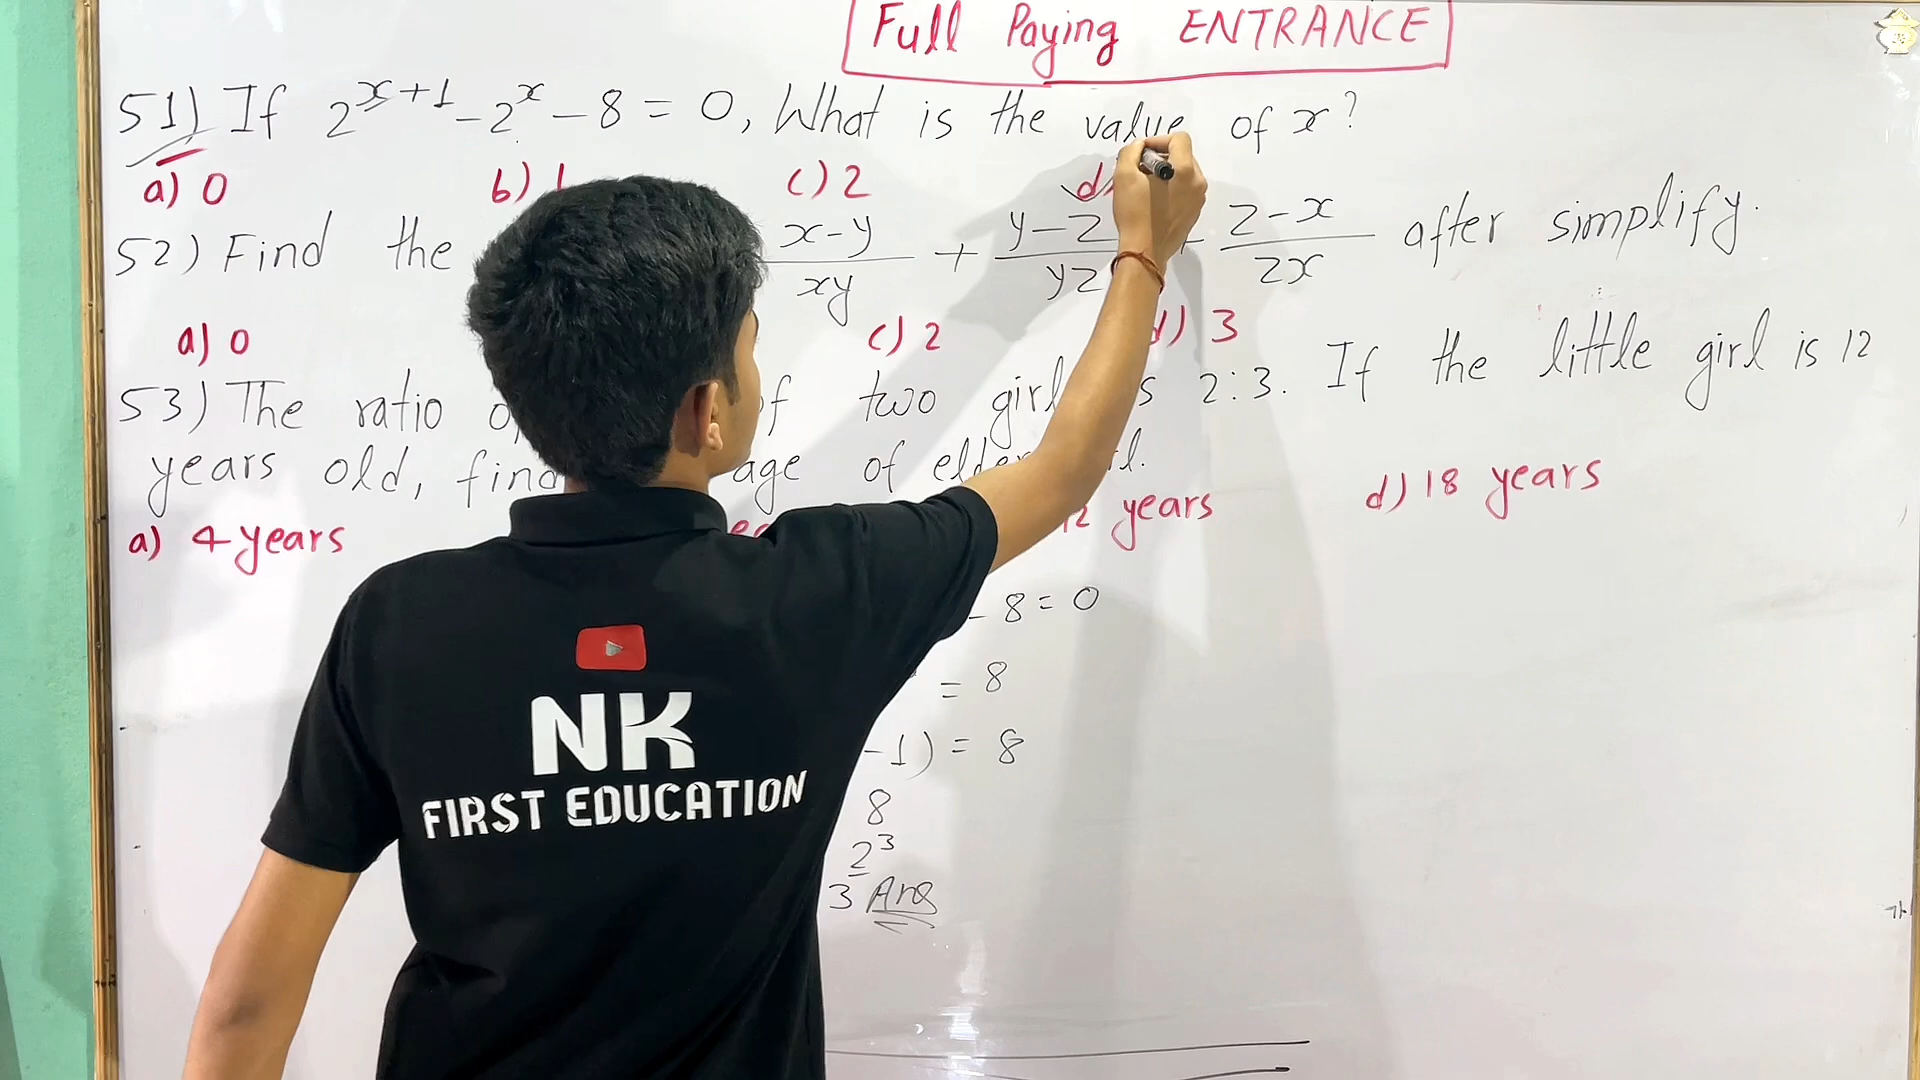 Full Paying ENTRANCE
51) If 2^{x+1} - 2^x - 8 = 0, What is the value of x?
a) 0 b) c) 2 d)
52) Find the x-y/xy + y-z/yz + z-x/zx after simplify.
a) 0 c) 2 d) 3
53) The ratio of two girls 2:3. If the little girl is 12
years old, find age of elder
a) 4 years 12 years d) 18 years
- 8 = 0
= 8
-1) = 8
8
2^3
3 Ans
NK
FIRST EDUCATION